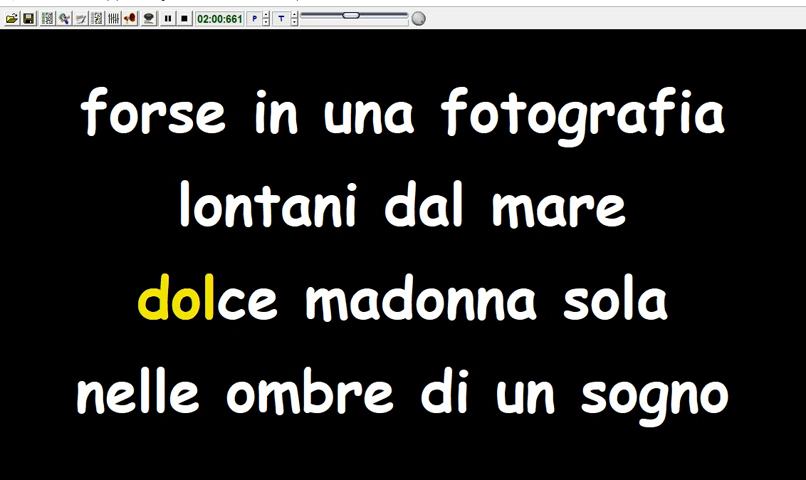 02:00:661 P T
forse in una fotografia
lontani dal mare
dolce madonna sola
nelle ombre di un sogno